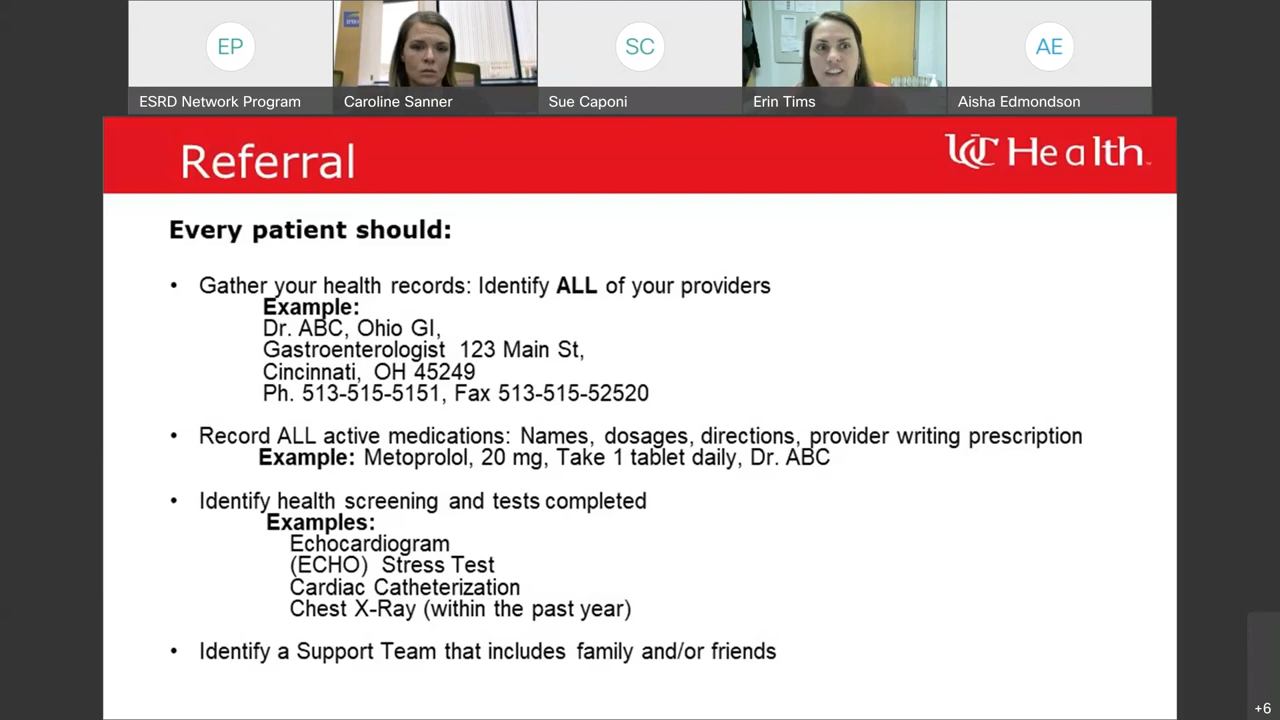 EP
SC
AE
ESRD Network Program
Caroline Sanner
Sue Caponi
Erin Tims
Aisha Edmondson
Referral
UC Health
Every patient should:
• Gather your health records: Identify ALL of your providers
Example:
Dr. ABC, Ohio GI,
Gastroenterologist 123 Main St,
Cincinnati, OH 45249
Ph. 513-515-5151, Fax 513-515-52520
• Record ALL active medications: Names, dosages, directions, provider writing prescription
Example: Metoprolol, 20 mg, Take 1 tablet daily, Dr. ABC
• Identify health screening and tests completed
Examples:
Echocardiogram
(ECHO) Stress Test
Cardiac Catheterization
Chest X-Ray (within the past year)
• Identify a Support Team that includes family and/or friends
+6